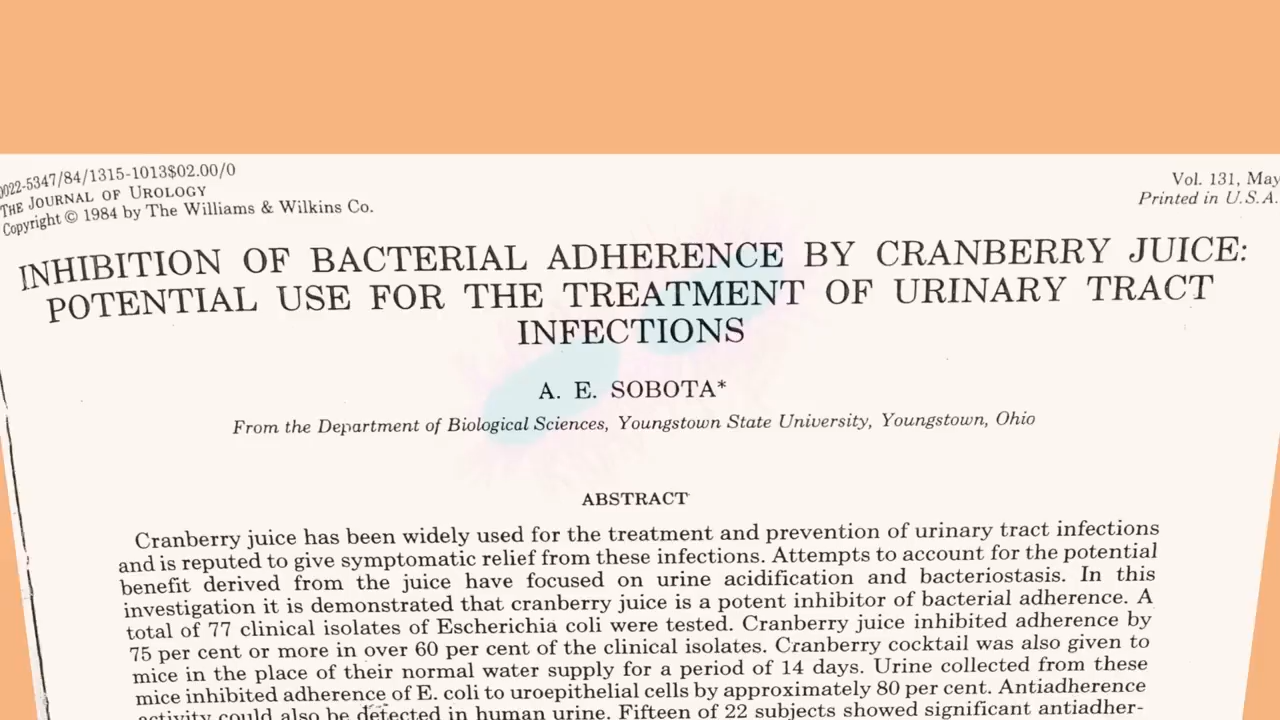 0022-5347/84/1315-1013$02.00/0
THE JOURNAL OF UROLOGY
Copyright © 1984 by The Williams & Wilkins Co.
Vol. 131, May
Printed in U.S.A.
INHIBITION OF BACTERIAL ADHERENCE BY CRANBERRY JUICE:
POTENTIAL USE FOR THE TREATMENT OF URINARY TRACT
INFECTIONS
A. E. SOBOTA*
From the Department of Biological Sciences, Youngstown State University, Youngstown, Ohio
ABSTRACT
Cranberry juice has been widely used for the treatment and prevention of urinary tract infections
and is reputed to give symptomatic relief from these infections. Attempts to account for the potential
benefit derived from the juice have focused on urine acidification and bacteriostasis. In this
investigation it is demonstrated that cranberry juice is a potent inhibitor of bacterial adherence. A
total of 77 clinical isolates of Escherichia coli were tested. Cranberry juice inhibited adherence by
75 per cent or more in over 60 per cent of the clinical isolates. Cranberry cocktail was also given to
mice in the place of their normal water supply for a period of 14 days. Urine collected from these
mice inhibited adherence of E. coli to uroepithelial cells by approximately 80 per cent. Antiadherence
activity could also be detected in human urine. Fifteen of 22 subjects showed significant antiadher-